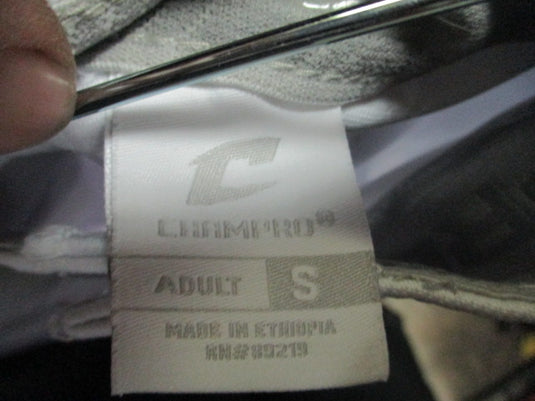 C
CHAMPRO®
ADULT S
MADE IN ETHIOPIA
RN#89219